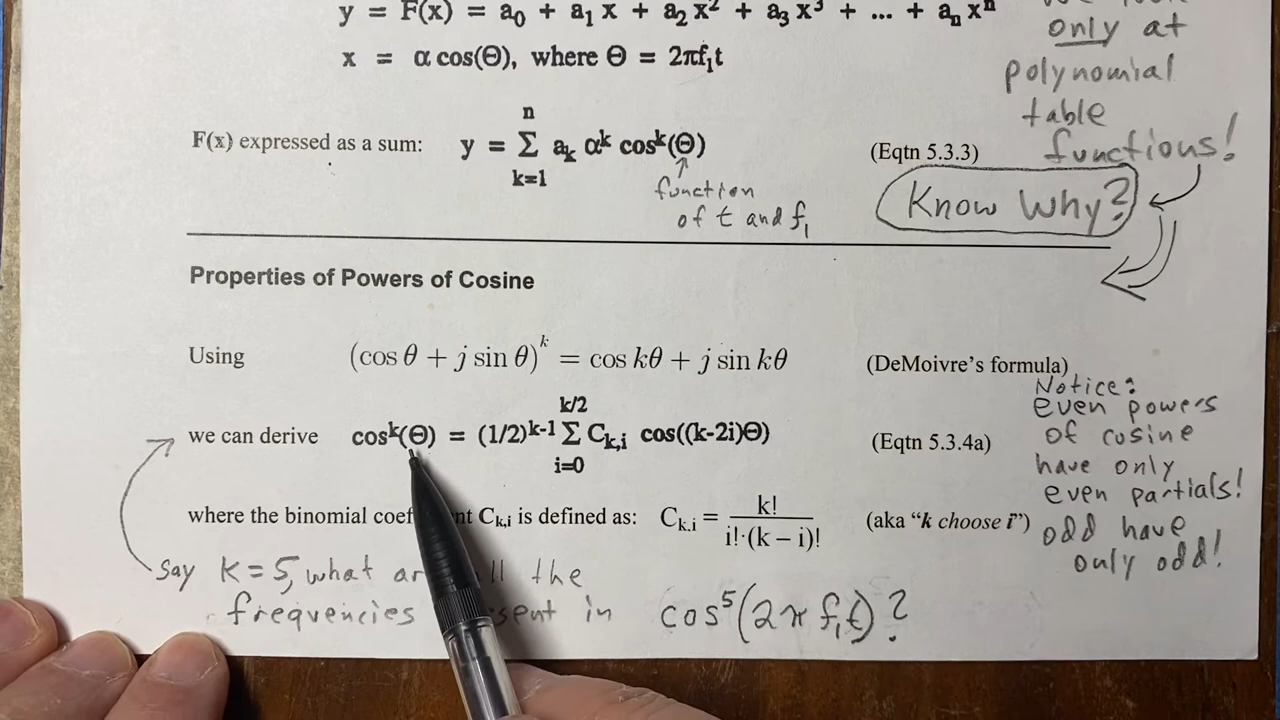 y = F(x) = a₀ + a₁ x + a₂ x² + a₃ x³ + ... + aₙ xⁿ
only at
x = α cos(Θ), where Θ = 2πf₁t
polynomial
table
functions!
n
F(x) expressed as a sum: y = Σ aₖ αᵏ cosᵏ(Θ) (Eqtn 5.3.3)
k=1
function
of t and f₁
Know Why?
Properties of Powers of Cosine
Using (cos θ + j sin θ)ᵏ = cos kθ + j sin kθ (DeMoivre's formula)
k/2
we can derive cosᵏ(Θ) = (1/2)ᵏ⁻¹ Σ Cₖ,ᵢ cos((k-2i)Θ) (Eqtn 5.3.4a)
i=0
Notice:
even powers
of cosine
have only
even partials!
odd have
only odd!
where the binomial Cₖ,ᵢ is defined as: Cₖ.ᵢ = k! / i!·(k – i)! (aka "k choose i")
Say K=5, what the
frequencies in cos⁵(2π f₁t)?